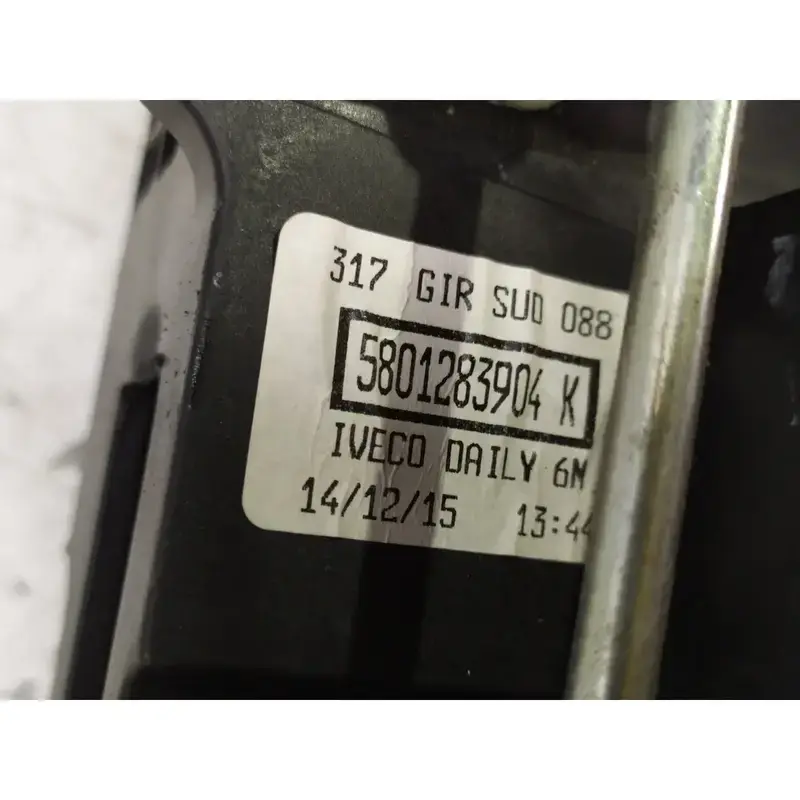 317 GIR SUD 088
5801283904 K
IVECO DAILY 6M
14/12/15 13:44